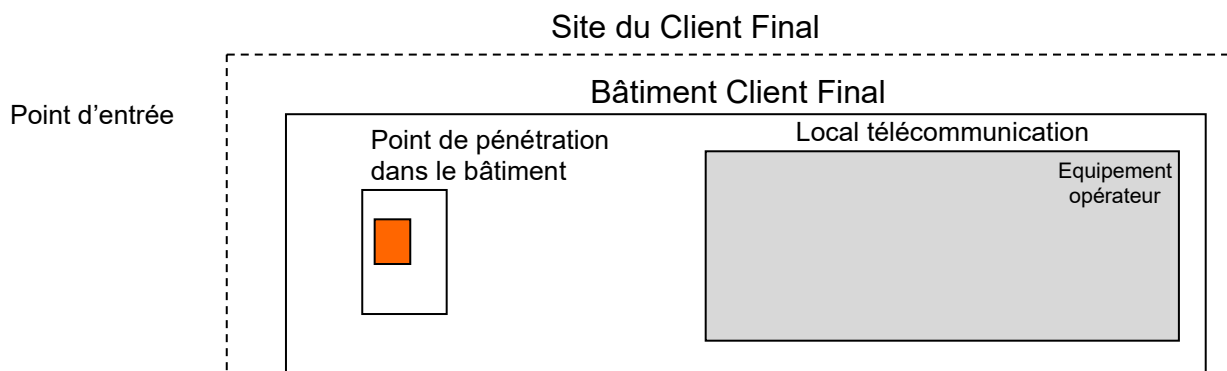 Site du Client Final
Bâtiment Client Final
Point d’entrée
Point de pénétration
dans le bâtiment
Local télécommunication
Equipement
opérateur